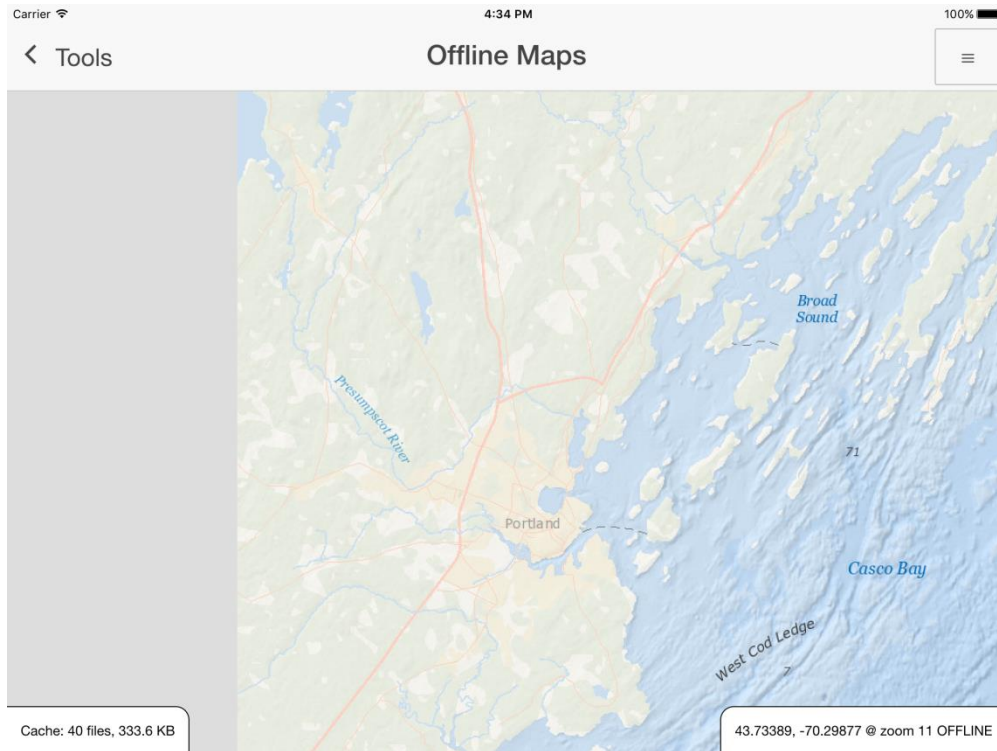 Carrier
4:34 PM
100%
Tools
Offline Maps
Broad
Sound
Presumpscot River
71
Portland
Casco Bay
West Cod Ledge
7
Cache: 40 files, 333.6 KB
43.73389, -70.29877 @ zoom 11 OFFLINE